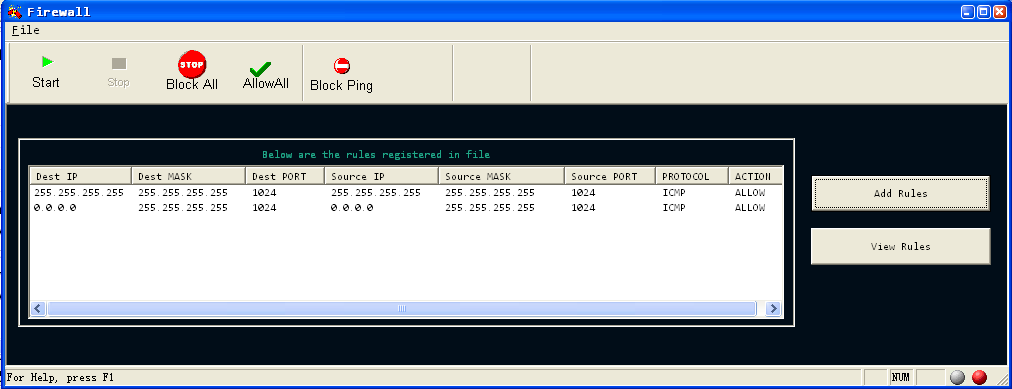 Firewall
File
Start Stop Block All AllowAll Block Ping
STOP
Below are the rules registered in file
Dest IP Dest MASK Dest PORT Source IP Source MASK Source PORT PROTOCOL ACTION
255.255.255.255 255.255.255.255 1024 255.255.255.255 255.255.255.255 1024 ICMP ALLOW
0.0.0.0 255.255.255.255 1024 0.0.0.0 255.255.255.255 1024 ICMP ALLOW
Add Rules
View Rules
For Help, press F1 NUM